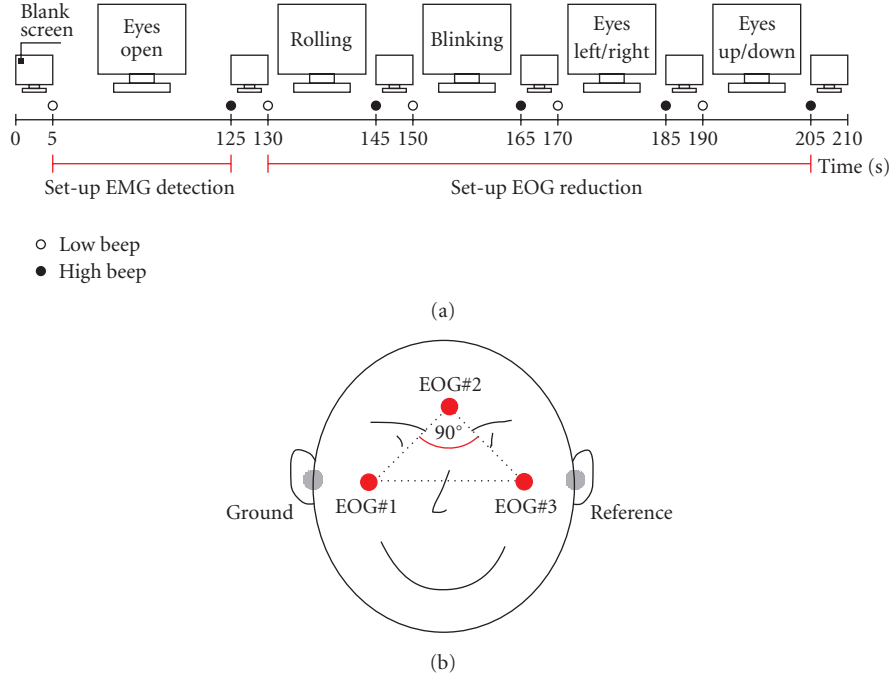 Blank
screen
Eyes
open
Rolling
Blinking
Eyes
left/right
Eyes
up/down
0 5 125 130 145 150 165 170 185 190 205 210
Time (s)
Set-up EMG detection
Set-up EOG reduction
Low beep
High beep
(a)
EOG#2
90°
EOG#1
EOG#3
Ground
Reference
(b)